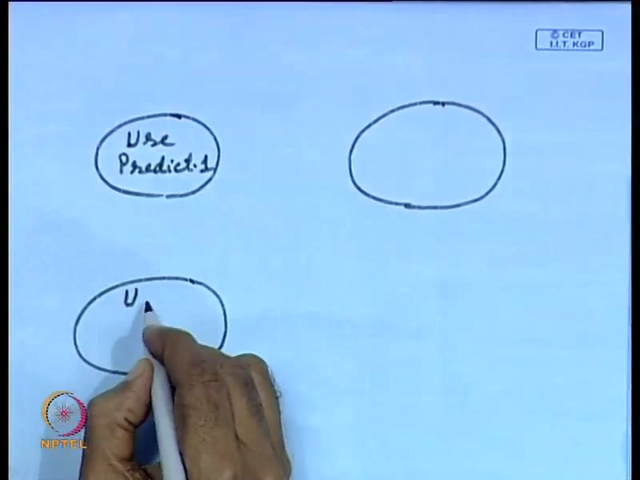 © CET
I.I.T. KGP
Use
Predict.1
U
NPTEL